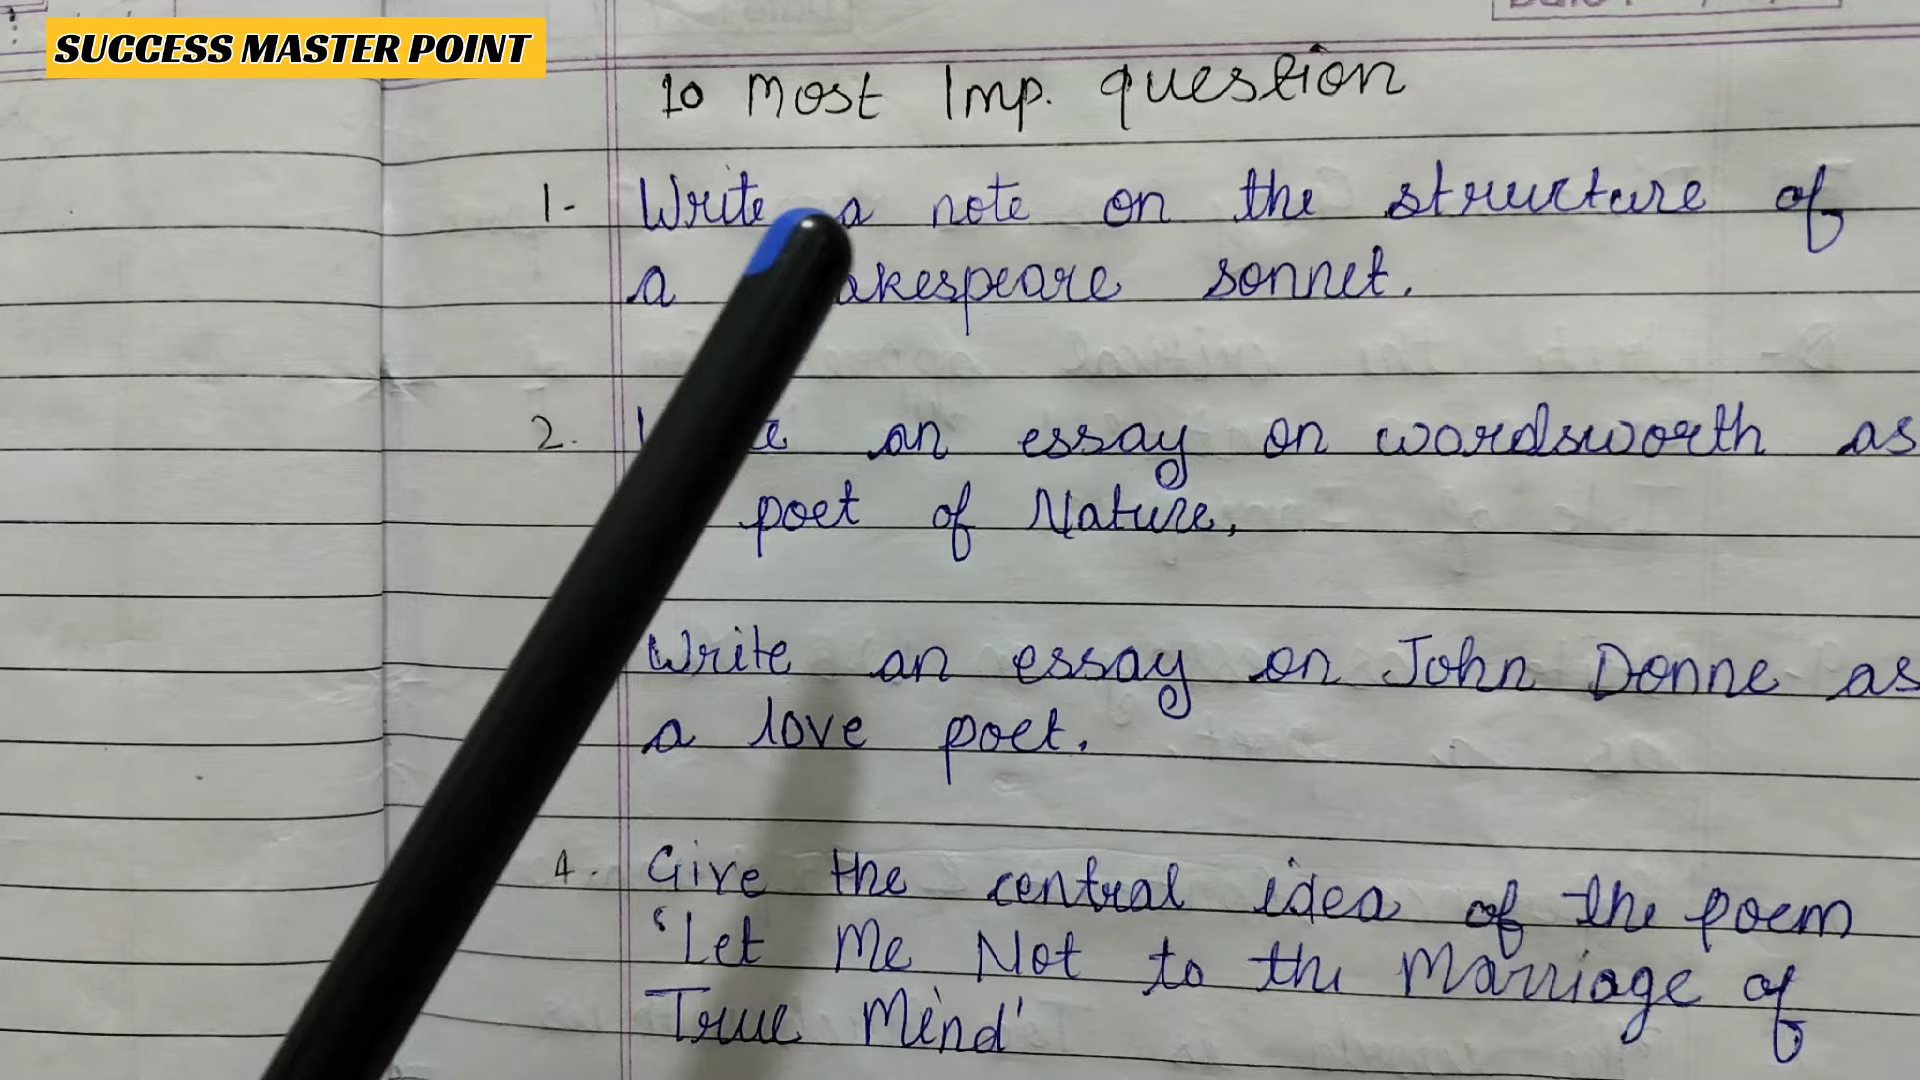 SUCCESS MASTER POINT
10 Most Imp. question
1- Write a note on the structure of
a akespeare sonnet.
2. an essay on wordsworth as
poet of Nature,
Write an essay on John Donne as
a love poet.
4. Give the central idea of the poem
'Let Me Not to the Marriage of
True Mind'